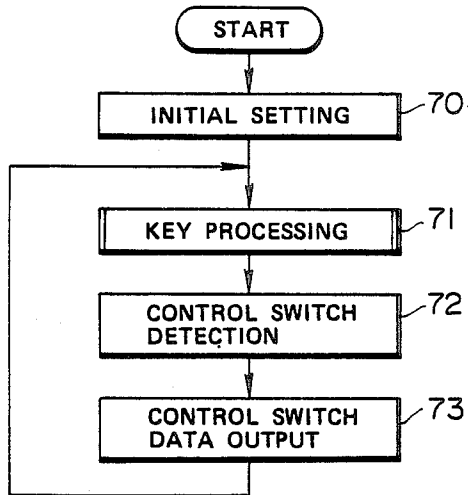 START
INITIAL SETTING
70
KEY PROCESSING
71
CONTROL SWITCH
DETECTION
72
CONTROL SWITCH
DATA OUTPUT
73